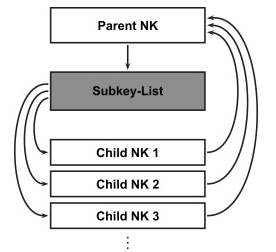 Parent NK
Subkey-List
Child NK 1
Child NK 2
Child NK 3
⋮